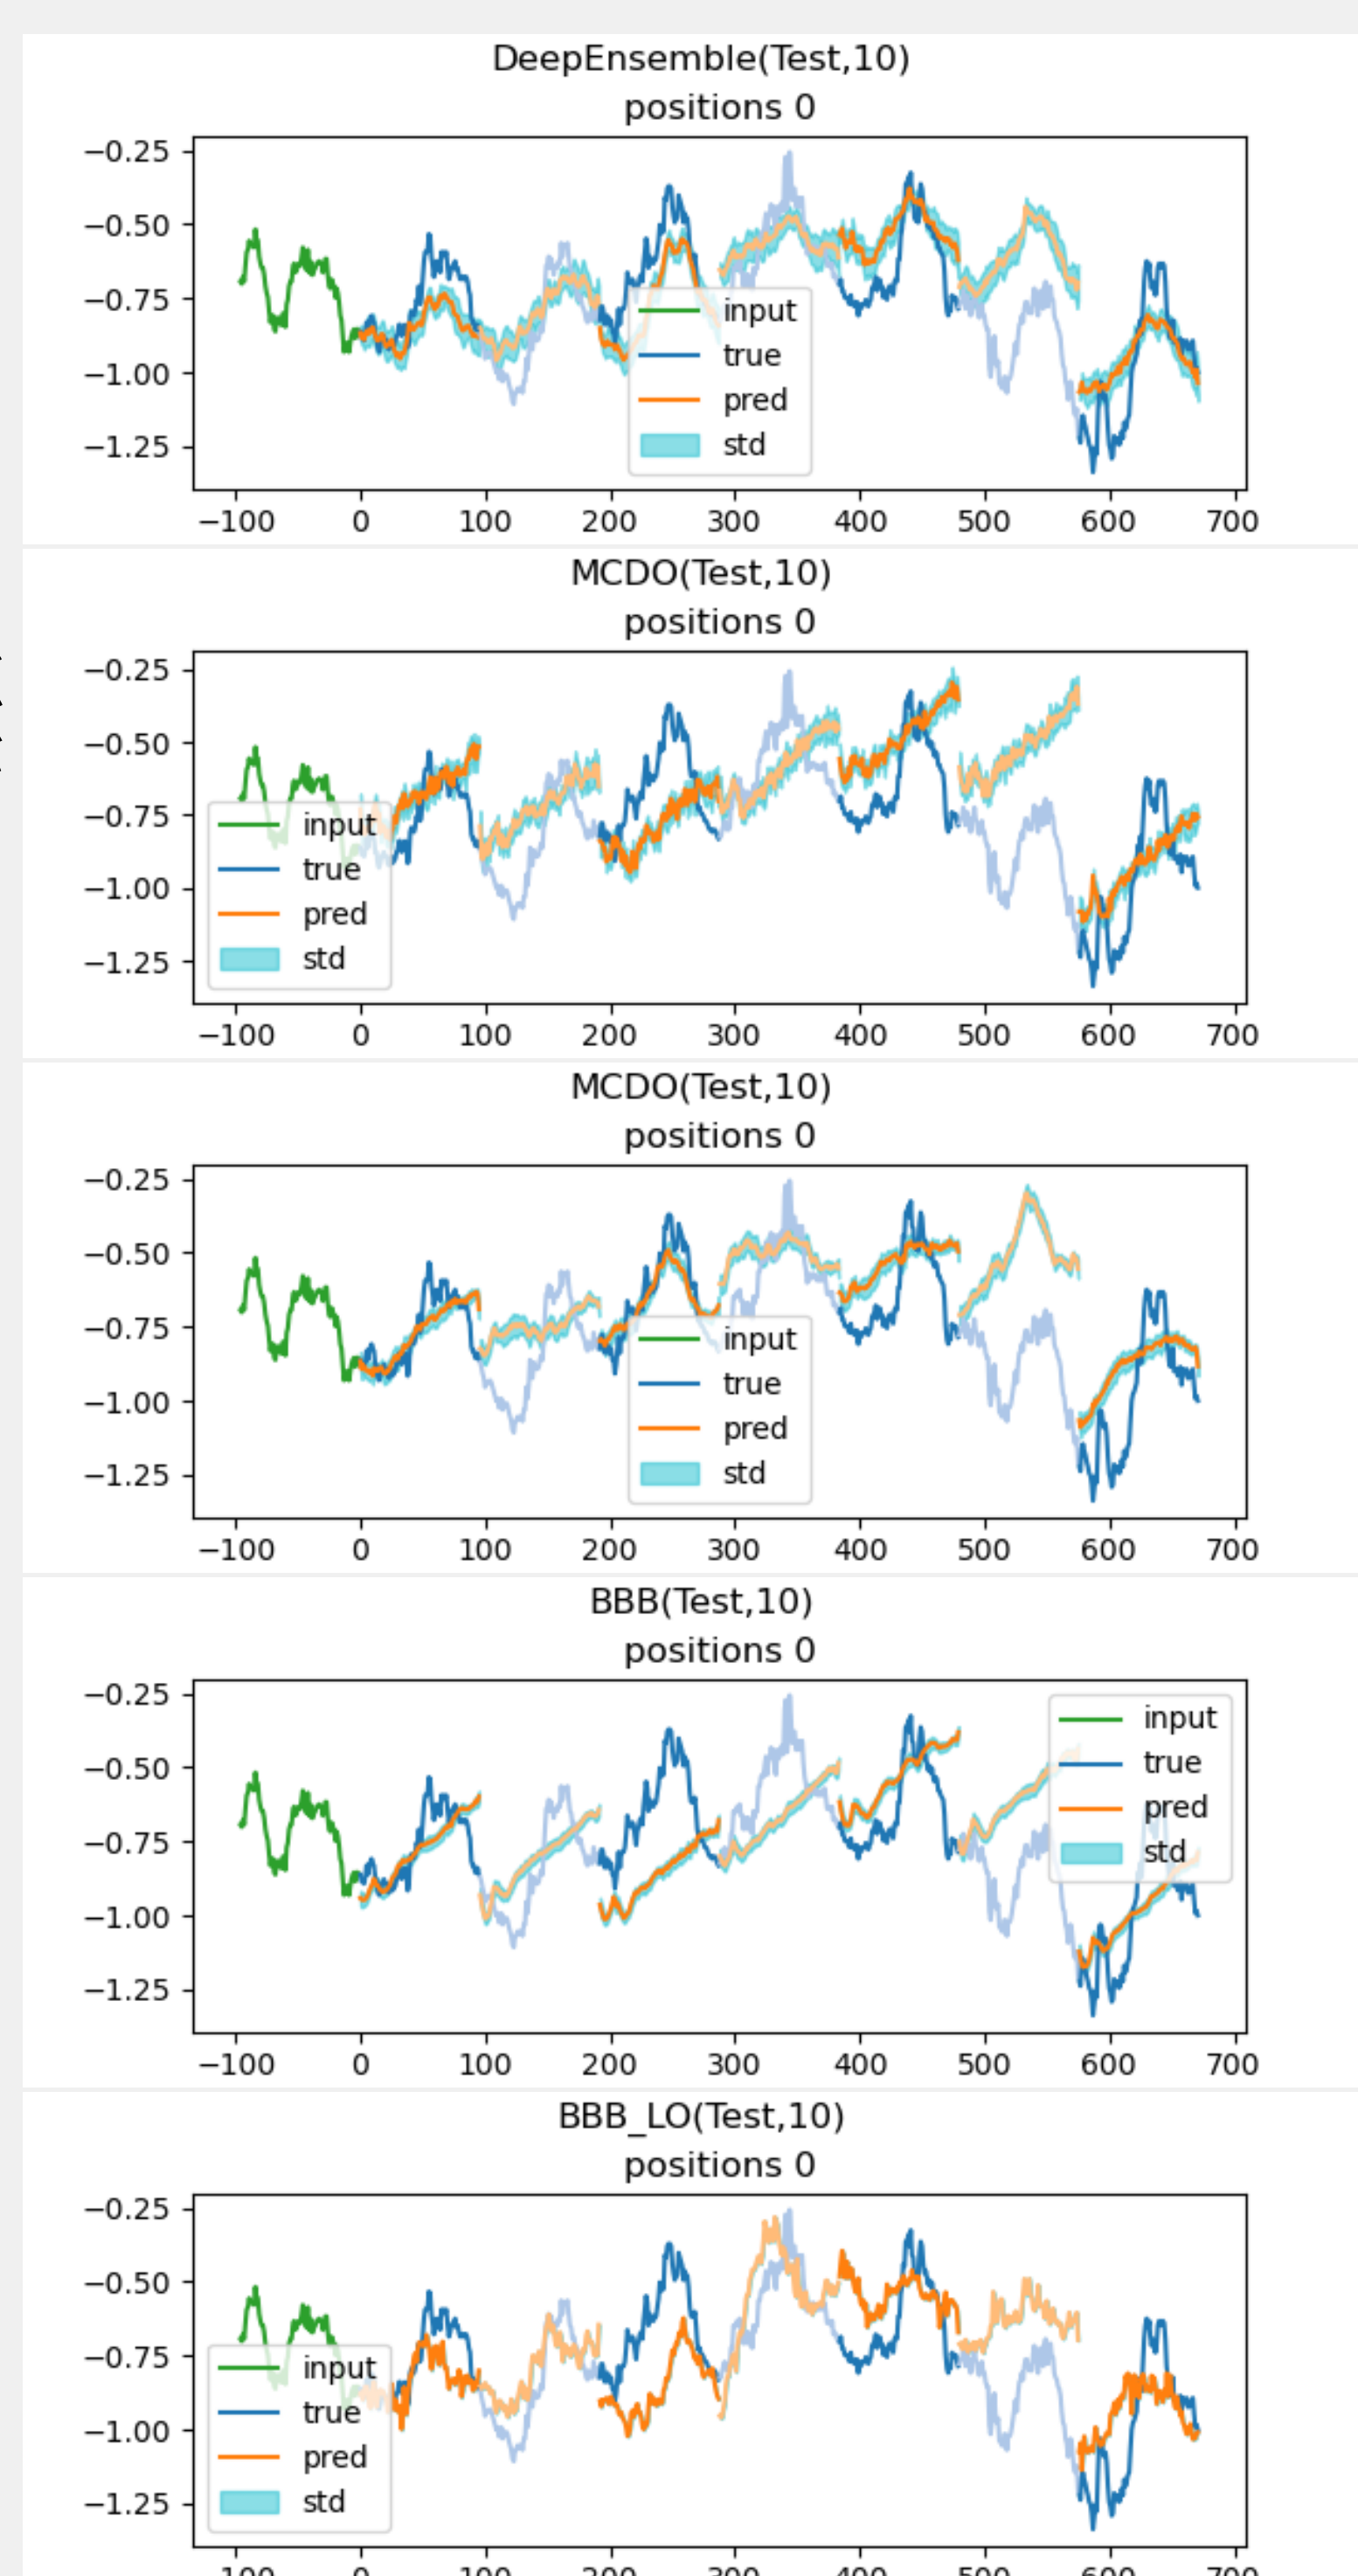 DeepEnsemble(Test,10)
positions 0
−0.25
−0.50
−0.75
−1.00
−1.25
input
true
pred
std
−100 0 100 200 300 400 500 600 700
MCDO(Test,10)
positions 0
−0.25
−0.50
−0.75
−1.00
−1.25
input
true
pred
std
−100 0 100 200 300 400 500 600 700
MCDO(Test,10)
positions 0
−0.25
−0.50
−0.75
−1.00
−1.25
input
true
pred
std
−100 0 100 200 300 400 500 600 700
BBB(Test,10)
positions 0
−0.25
−0.50
−0.75
−1.00
−1.25
input
true
pred
std
−100 0 100 200 300 400 500 600 700
BBB_LO(Test,10)
positions 0
−0.25
−0.50
−0.75
−1.00
−1.25
input
true
pred
std